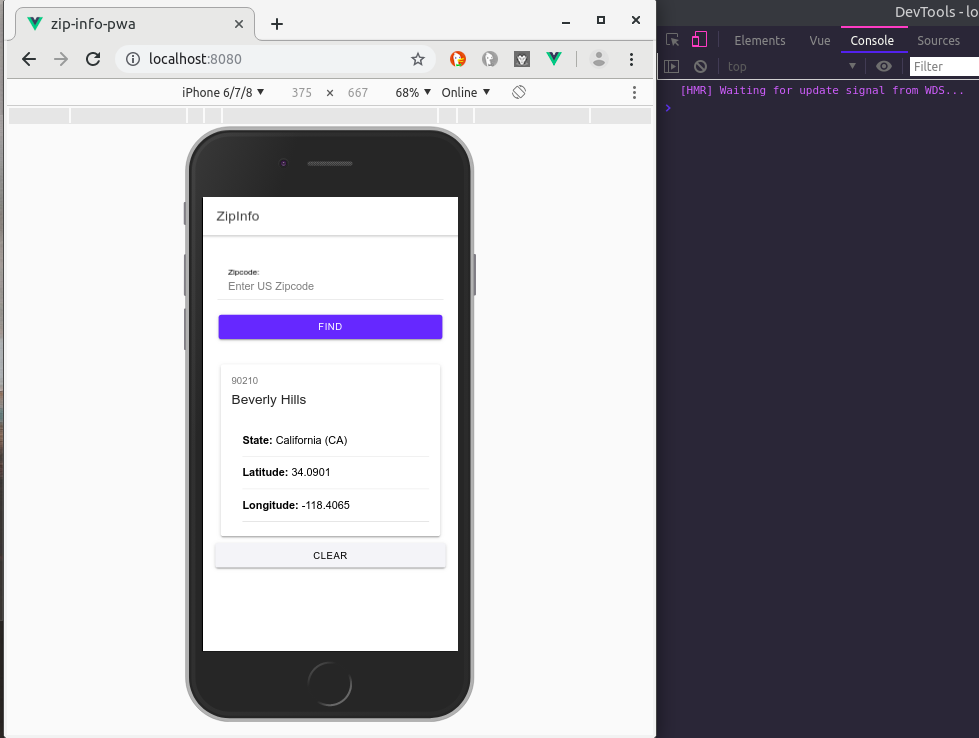 zip-info-pwa
DevTools - lo
localhost:8080
Elements Vue Console Sources
top Filter
iPhone 6/7/8 375 × 667 68% Online
[HMR] Waiting for update signal from WDS...
ZipInfo
Zipcode:
Enter US Zipcode
FIND
90210
Beverly Hills
State: California (CA)
Latitude: 34.0901
Longitude: -118.4065
CLEAR